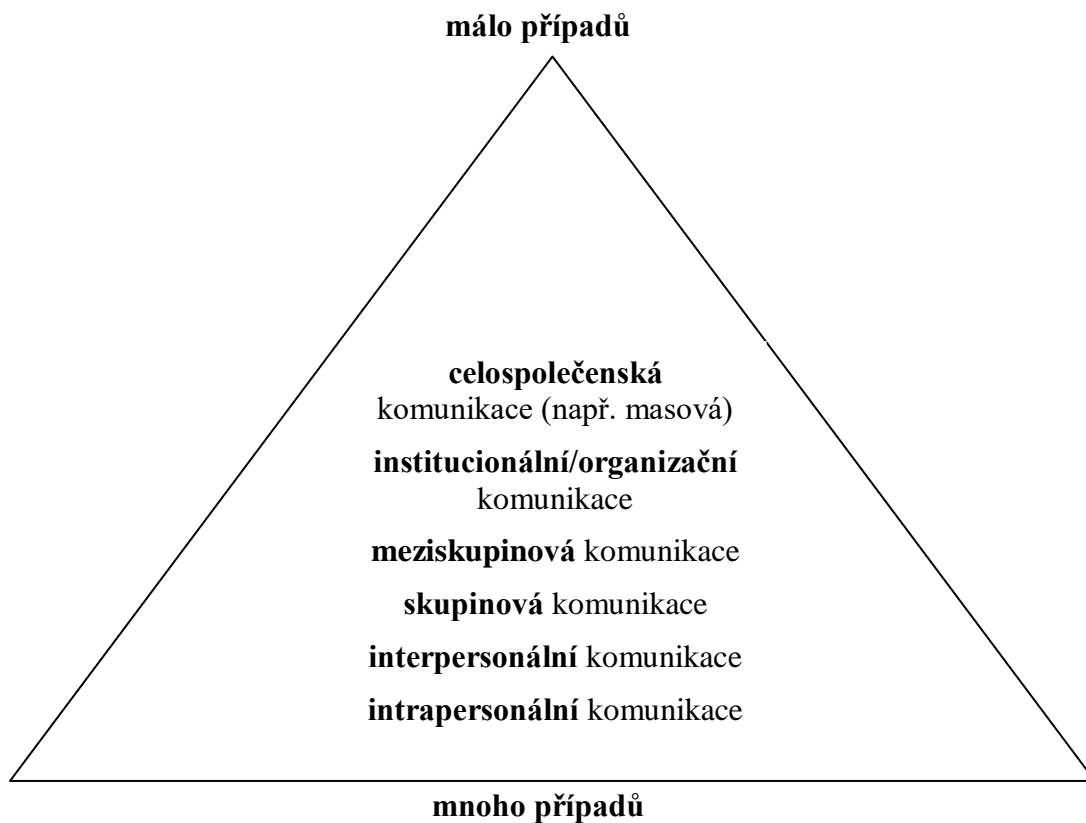 málo případů
celospolečenská
komunikace (např. masová)
institucionální/organizační
komunikace
meziskupinová komunikace
skupinová komunikace
interpersonální komunikace
intrapersonální komunikace
mnoho případů